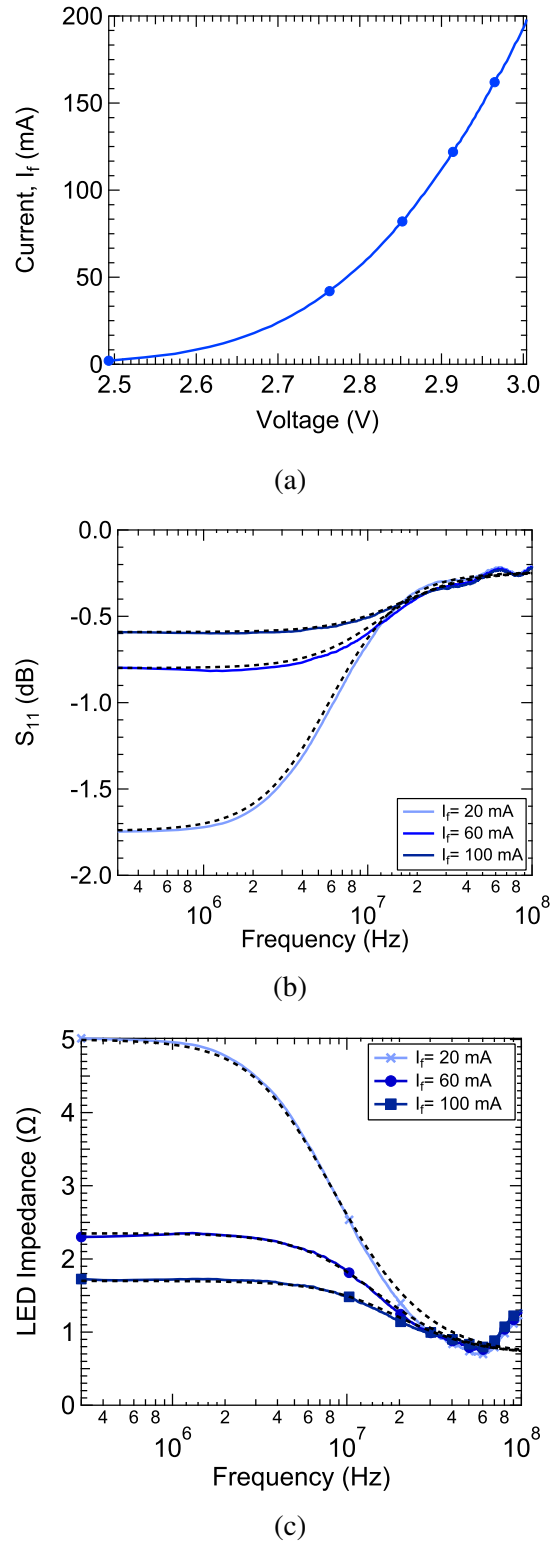 200
150
100
50
0
Current, I_f (mA)
2.5 2.6 2.7 2.8 2.9 3.0
Voltage (V)
(a)
0.0
-0.5
-1.0
-1.5
-2.0
S_11 (dB)
I_f= 20 mA
I_f= 60 mA
I_f= 100 mA
4 6 8 2 4 6 8 2 4 6 8
10^6 10^7 10^8
Frequency (Hz)
(b)
5
4
3
2
1
0
LED Impedance (Ω)
I_f= 20 mA
I_f= 60 mA
I_f= 100 mA
4 6 8 2 4 6 8 2 4 6 8
10^6 10^7 10^8
Frequency (Hz)
(c)